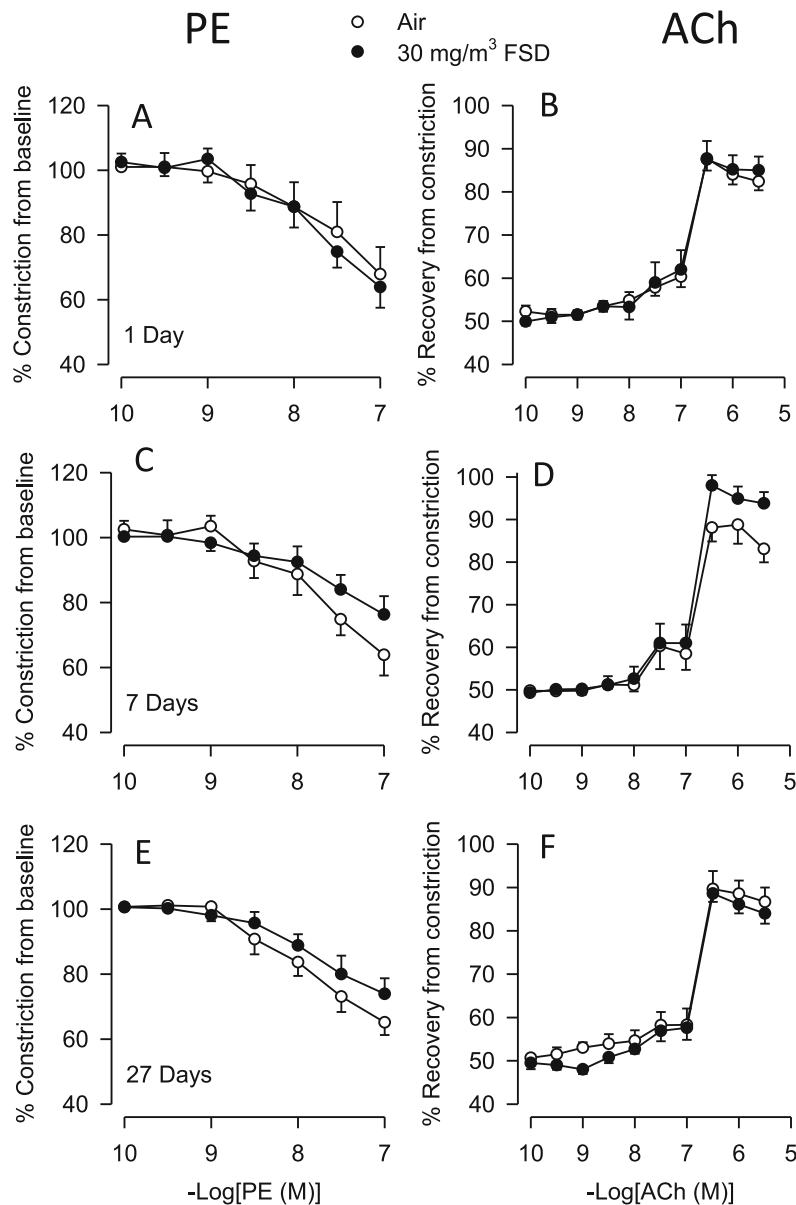 PE
Air
30 mg/m³ FSD
ACh
A
% Constriction from baseline
120
100
80
60
40
1 Day
10 9 8 7
B
% Recovery from constriction
100
90
80
70
60
50
40
10 9 8 7 6 5
C
% Constriction from baseline
120
100
80
60
40
7 Days
10 9 8 7
D
% Recovery from constriction
100
90
80
70
60
50
40
10 9 8 7 6 5
E
% Constriction from baseline
120
100
80
60
40
27 Days
10 9 8 7
-Log[PE (M)]
F
% Recovery from constriction
100
90
80
70
60
50
40
10 9 8 7 6 5
-Log[ACh (M)]